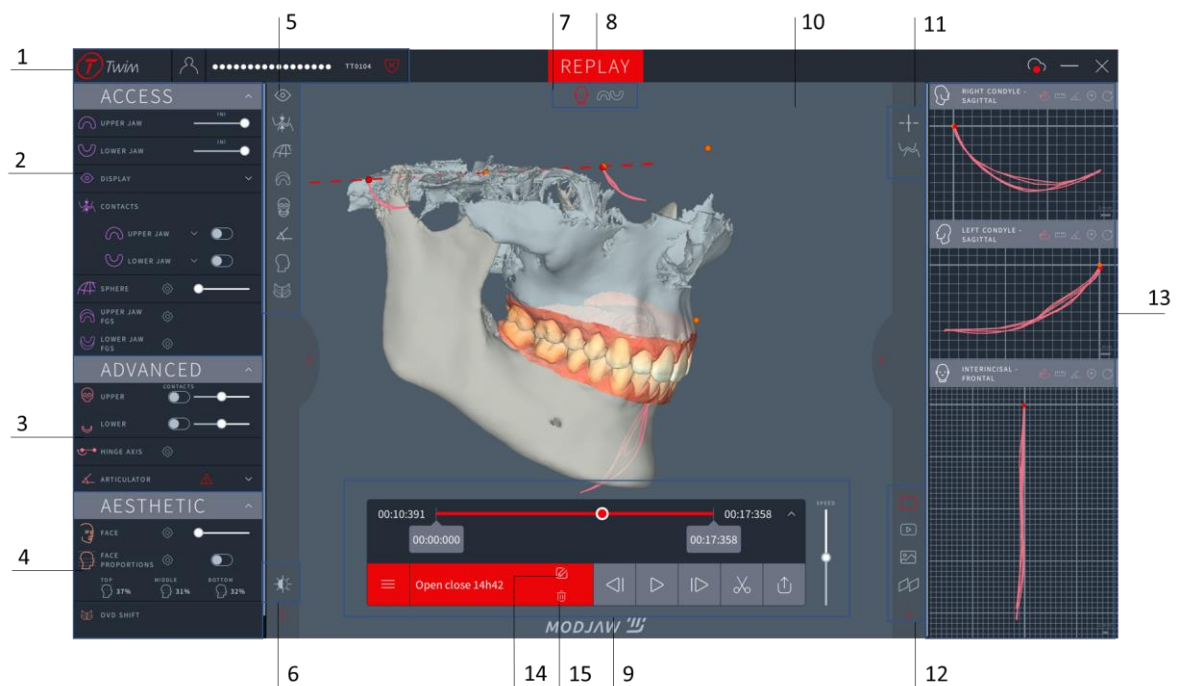 5
7
8
10
11
1
Twim
TT0104
REPLAY
ACCESS
INI
UPPER JAW
INI
LOWER JAW
2
DISPLAY
CONTACTS
UPPER JAW
LOWER JAW
SPHERE
UPPER JAW
FGS
LOWER JAW
FGS
ADVANCED
CONTACTS
UPPER
LOWER
3
HINGE AXIS
ARTICULATOR
AESTHETIC
FACE
4
FACE
PROPORTIONS
TOP MIDDLE BOTTOM
37% 31% 32%
DVD SHIFT
RIGHT CONDYLE -
SAGITTAL
LEFT CONDYLE -
SAGITTAL
13
INTERINCISAL -
FRONTAL
00:10:391
00:17:358
SPEED
00:00:000
00:17:358
Open close 14h42
MODJAW
6
14
15
9
12